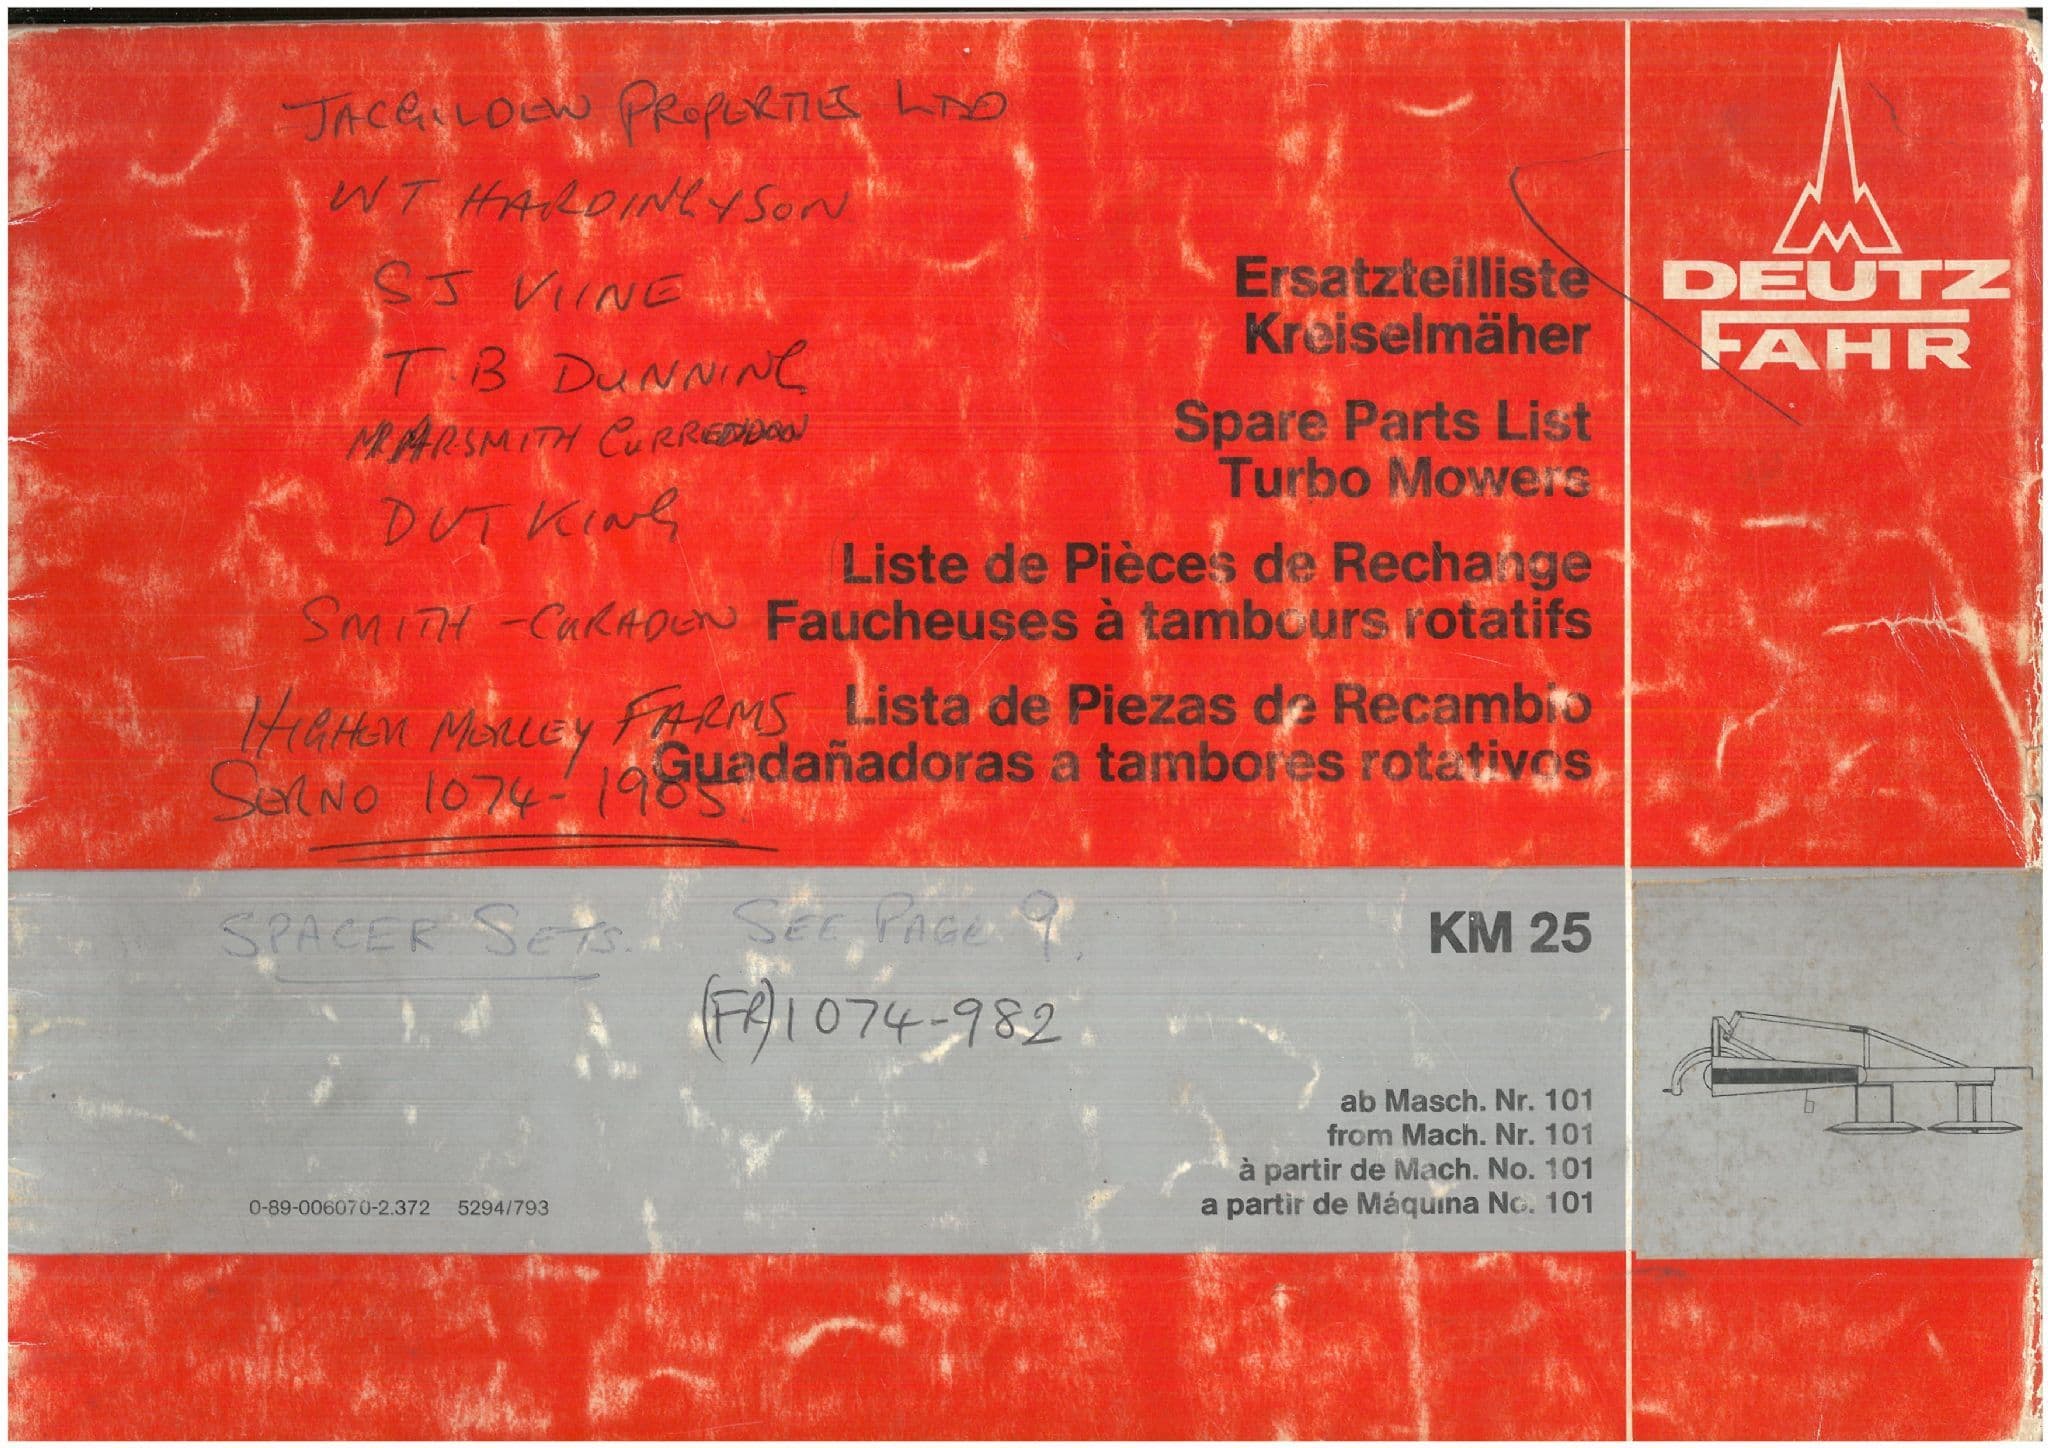 JACGILDEN PROPERTIES LTD
WT HARDING & SON
SJ VINE
T.B DUNNING
SMITH
KING
SMITH - CURADEN
HIGHER MORLEY FARMS
SER NO 1074-1985
DEUTZ
FAHR
Ersatzteilliste
Kreiselmäher
Spare Parts List
Turbo Mowers
Liste de Pièces de Rechange
Faucheuses à tambours rotatifs
Lista de Piezas de Recambio
Guadañadoras a tambores rotativos
SPACER SETS. SEE PAGE 9.
(FR) 1074-982
KM 25
ab Masch. Nr. 101
from Mach. Nr. 101
à partir de Mach. No. 101
a partir de Máquina No. 101
0-89-006070-2.372 5294/793